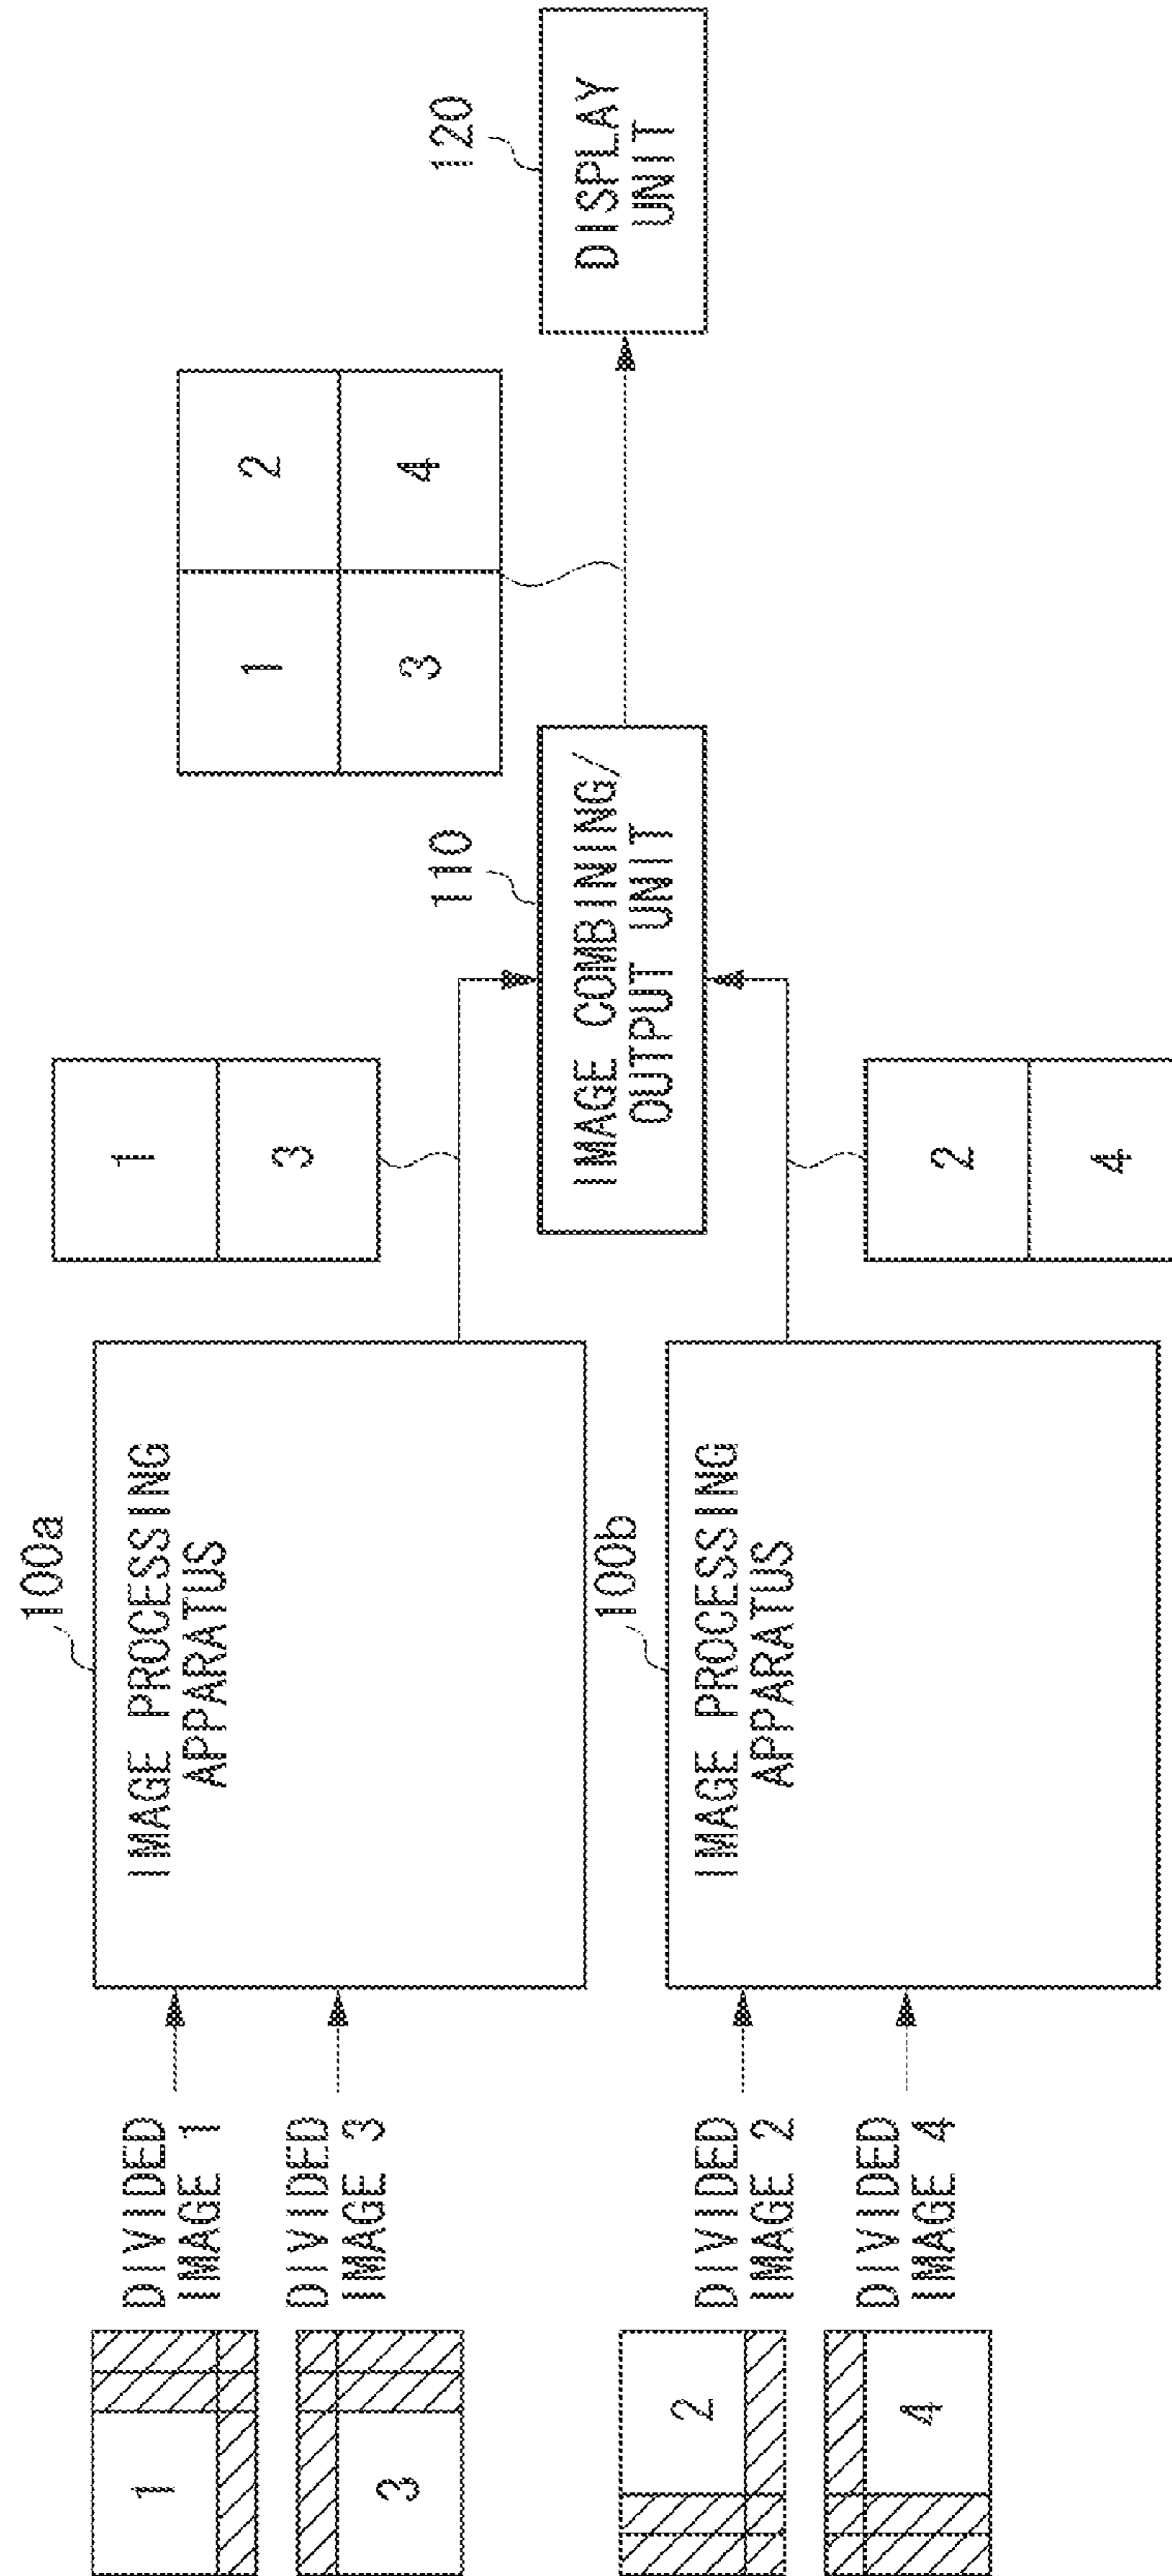 1
DIVIDED
IMAGE 1
3
DIVIDED
IMAGE 3
2
DIVIDED
IMAGE 2
4
DIVIDED
IMAGE 4
100a
IMAGE PROCESSING
APPARATUS
100b
IMAGE PROCESSING
APPARATUS
1
3
2
4
110
IMAGE COMBINING/
OUTPUT UNIT
1 2
3 4
120
DISPLAY
UNIT